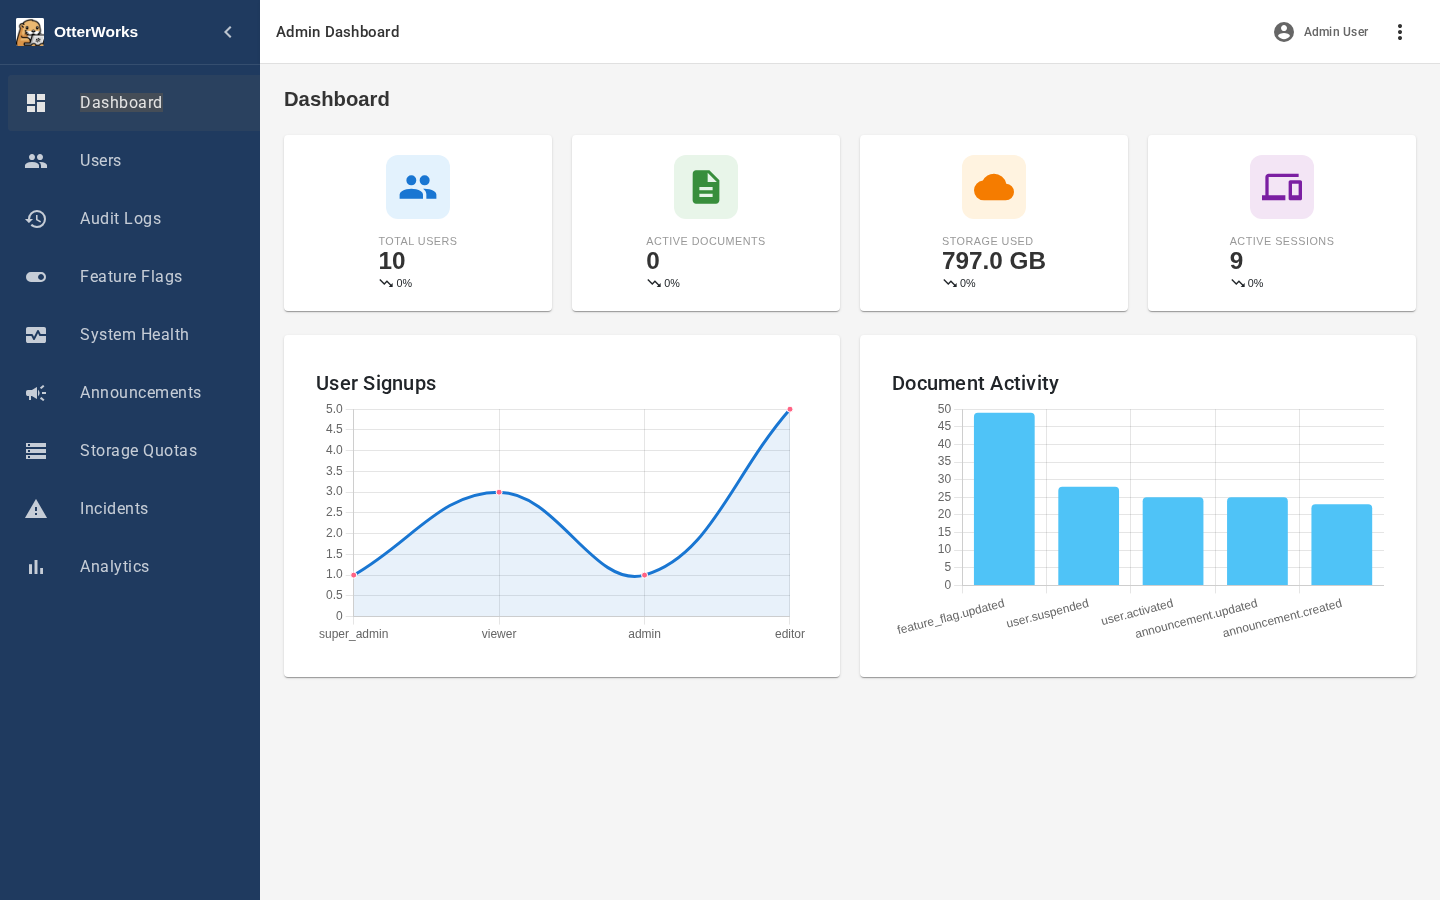 OtterWorks
Admin Dashboard
Admin User
Dashboard
Users
Audit Logs
Feature Flags
System Health
Announcements
Storage Quotas
Incidents
Analytics
Dashboard
TOTAL USERS
10
0%
ACTIVE DOCUMENTS
0
0%
STORAGE USED
797.0 GB
0%
ACTIVE SESSIONS
9
0%
User Signups
5.0
4.5
4.0
3.5
3.0
2.5
2.0
1.5
1.0
0.5
0
super_admin viewer admin editor
Document Activity
50
45
40
35
30
25
20
15
10
5
0
feature_flag.updated
user.suspended
user.activated
announcement.updated
announcement.created